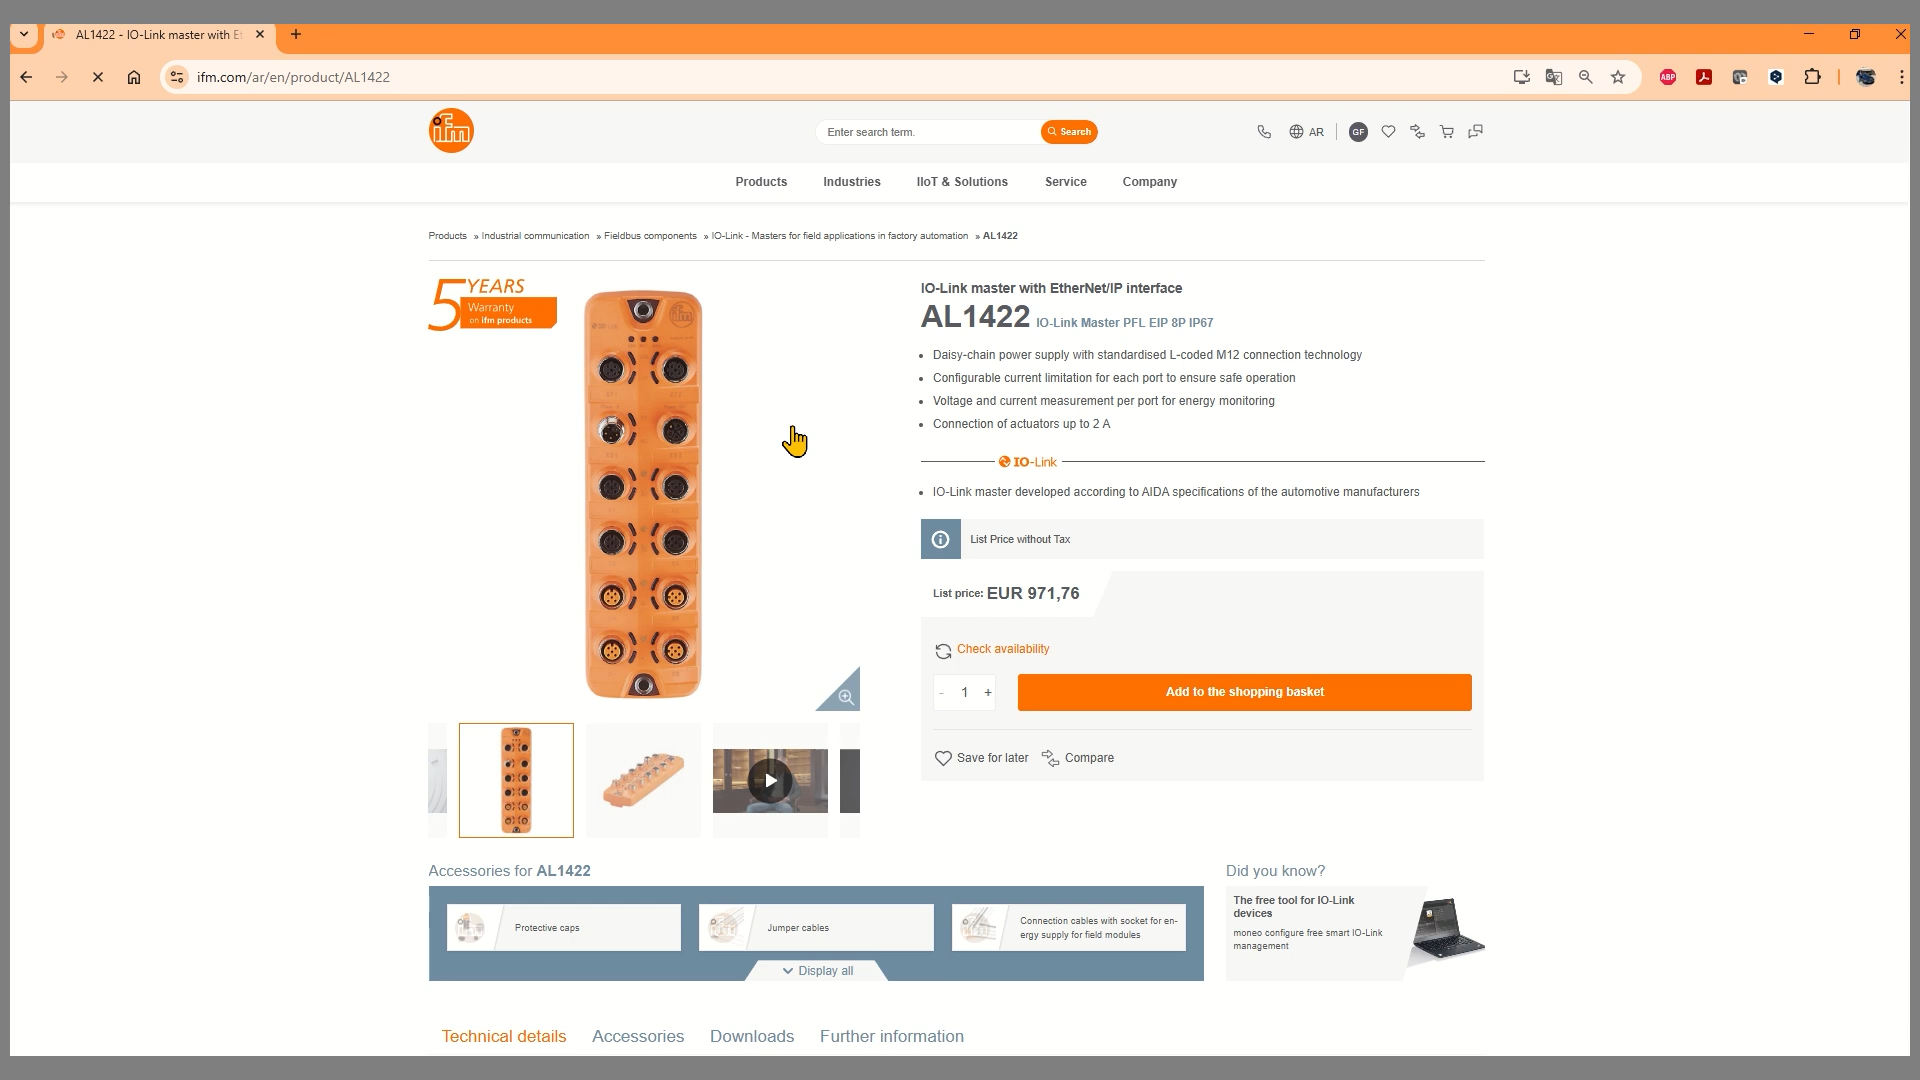 AL1422 - IO-Link master with Et
ifm.com/ar/en/product/AL1422
ABP
ifm
Enter search term.
Search
AR
GF
Products
Industries
IIoT & Solutions
Service
Company
Products » Industrial communication » Fieldbus components » IO-Link - Masters for field applications in factory automation » AL1422
5 YEARS
Warranty
on ifm products
IO-Link master with EtherNet/IP interface
AL1422 IO-Link Master PFL EIP 8P IP67
• Daisy-chain power supply with standardised L-coded M12 connection technology
• Configurable current limitation for each port to ensure safe operation
• Voltage and current measurement per port for energy monitoring
• Connection of actuators up to 2 A
IO-Link
• IO-Link master developed according to AIDA specifications of the automotive manufacturers
List Price without Tax
List price: EUR 971,76
Check availability
- 1 +
Add to the shopping basket
Save for later
Compare
Accessories for AL1422
Protective caps
Jumper cables
Connection cables with socket for en-
ergy supply for field modules
Display all
Did you know?
The free tool for IO-Link
devices
moneo configure free smart IO-Link
management
Technical details
Accessories
Downloads
Further information